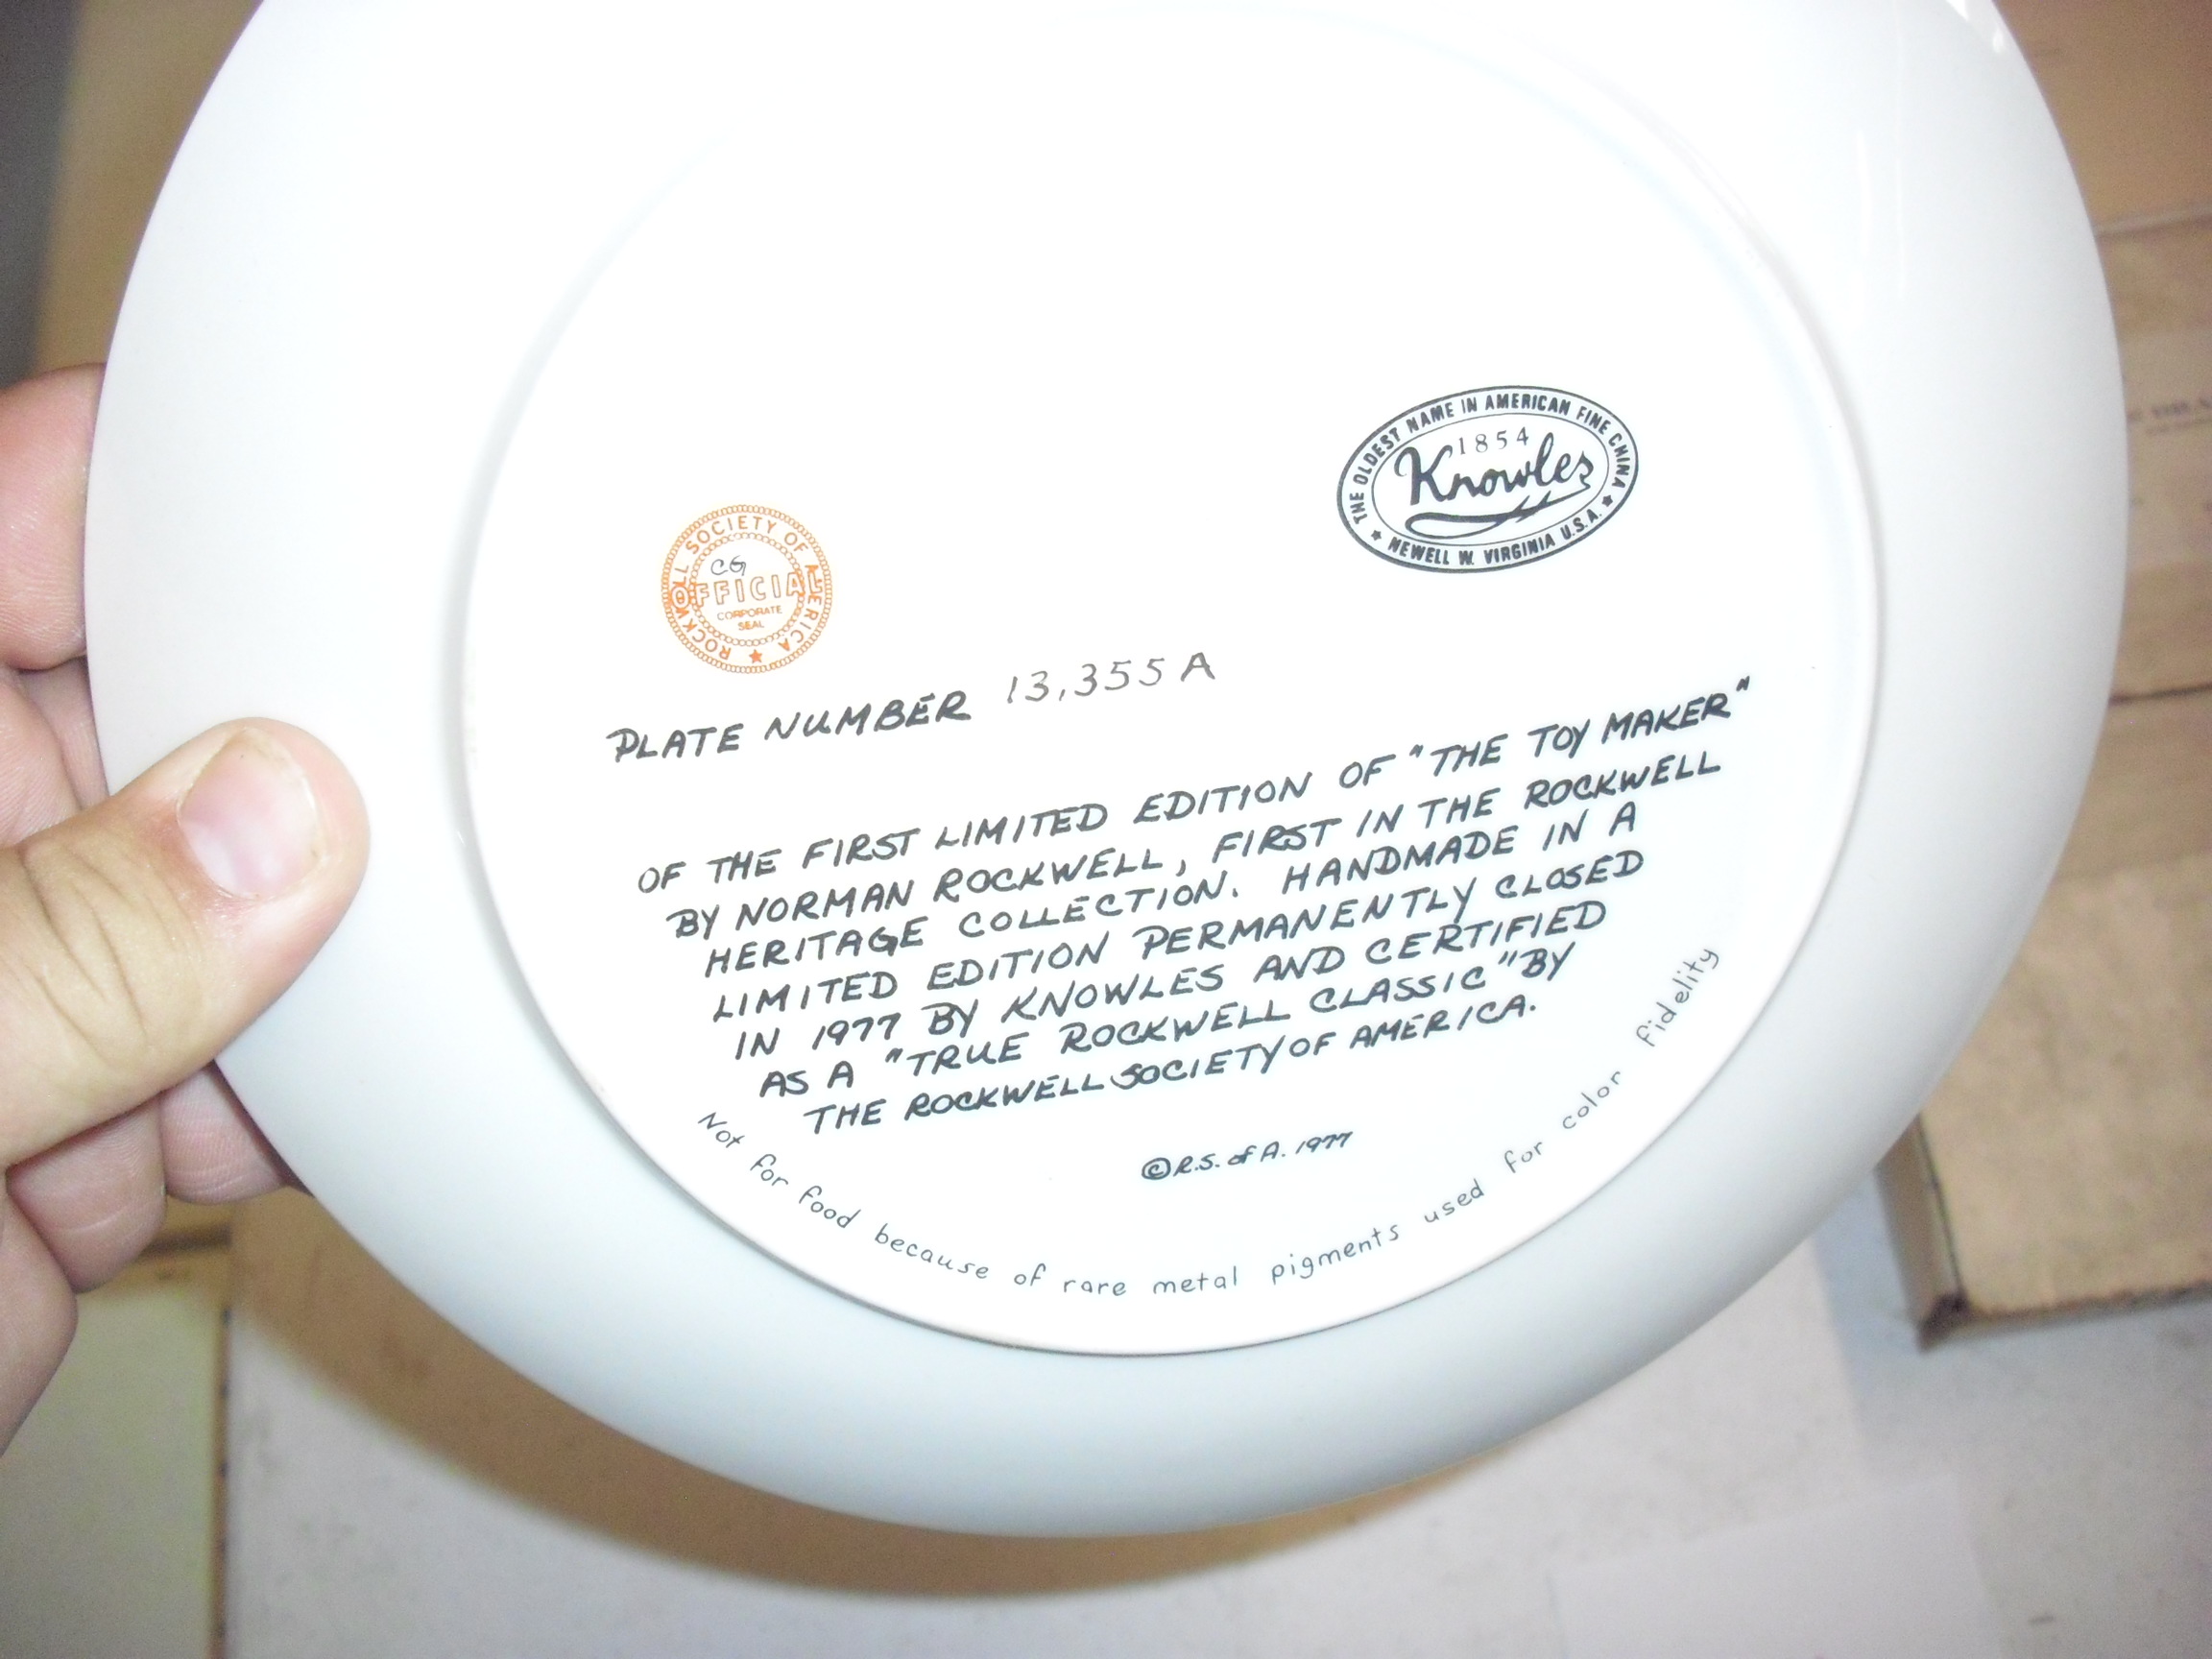 THE OLDEST NAME IN AMERICAN FINE CHINA
1854
Knowles
★ NEWELL W. VIRGINIA U.S.A. ★
ROCKWELL SOCIETY OF AMERICA ★
CG
OFFICIAL
CORPORATE
SEAL
PLATE NUMBER 13,355 A
OF THE FIRST LIMITED EDITION OF "THE TOY MAKER"
BY NORMAN ROCKWELL, FIRST IN THE ROCKWELL
HERITAGE COLLECTION. HANDMADE IN A
LIMITED EDITION PERMANENTLY CLOSED
IN 1977 BY KNOWLES AND CERTIFIED
AS A "TRUE ROCKWELL CLASSIC" BY
THE ROCKWELL SOCIETY OF AMERICA.
© R.S. of A. 1977
Not for food because of rare metal pigments used for color fidelity